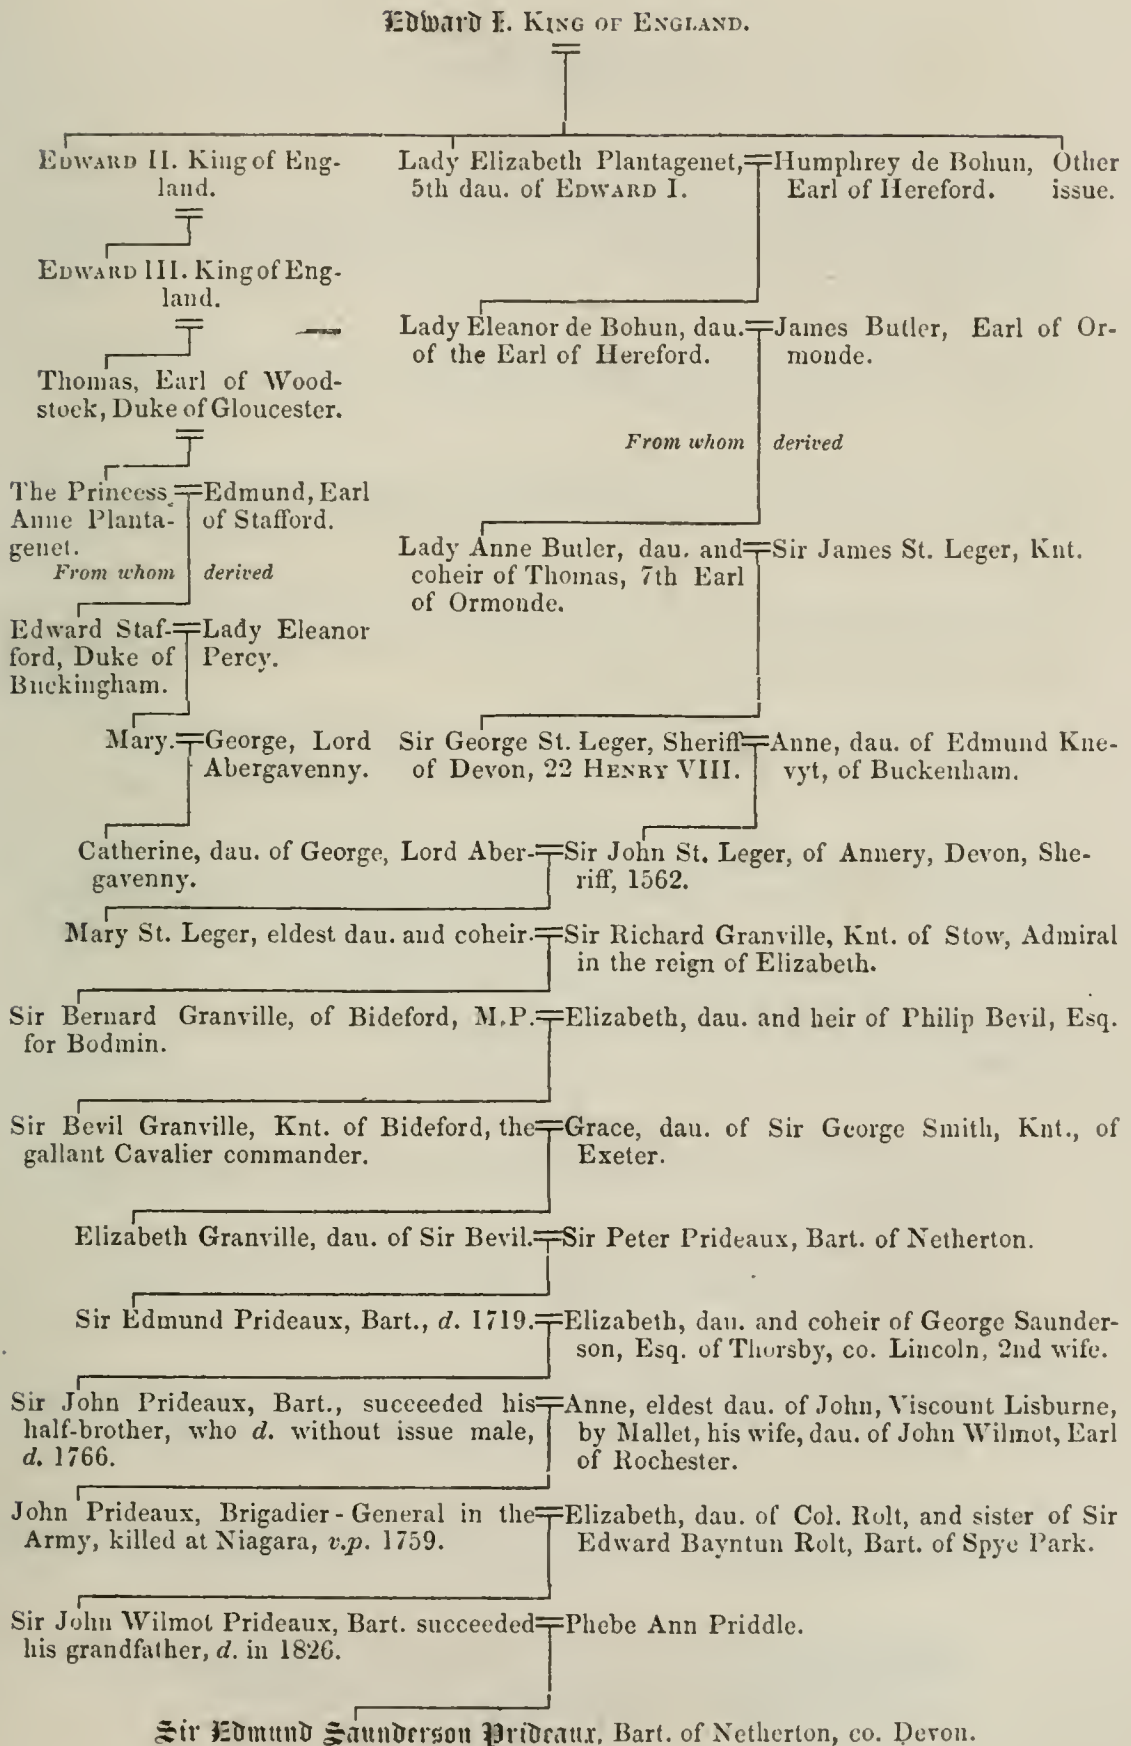 Edward I. KING OF ENGLAND.
EDWARD II. King of Eng-
land.
Lady Elizabeth Plantagenet,
5th dau. of EDWARD I.
Humphrey de Bohun,
Earl of Hereford.
Other
issue.
EDWARD III. King of Eng-
land.
Lady Eleanor de Bohun, dau.
of the Earl of Hereford.
James Butler, Earl of Or-
monde.
Thomas, Earl of Wood-
stock, Duke of Gloucester.
From whom derived
The Princess
Anne Planta-
genet.
Edmund, Earl
of Stafford.
From whom derived
Lady Anne Butler, dau. and
coheir of Thomas, 7th Earl
of Ormonde.
Sir James St. Leger, Knt.
Edward Staf-
ford, Duke of
Buckingham.
Lady Eleanor
Percy.
Mary.
George, Lord
Abergavenny.
Sir George St. Leger, Sheriff
of Devon, 22 HENRY VIII.
Anne, dau. of Edmund Kne-
vyt, of Buckenham.
Catherine, dau. of George, Lord Aber-
gavenny.
Sir John St. Leger, of Annery, Devon, She-
riff, 1562.
Mary St. Leger, eldest dau. and coheir.
Sir Richard Granville, Knt. of Stow, Admiral
in the reign of Elizabeth.
Sir Bernard Granville, of Bideford, M.P.
for Bodmin.
Elizabeth, dau. and heir of Philip Bevil, Esq.
Sir Bevil Granville, Knt. of Bideford, the
gallant Cavalier commander.
Grace, dau. of Sir George Smith, Knt., of
Exeter.
Elizabeth Granville, dau. of Sir Bevil.
Sir Peter Prideaux, Bart. of Netherton.
Sir Edmund Prideaux, Bart., d. 1719.
Elizabeth, dau. and coheir of George Saunder-
son, Esq. of Thorsby, co. Lincoln, 2nd wife.
Sir John Prideaux, Bart., succeeded his
half-brother, who d. without issue male,
d. 1766.
Anne, eldest dau. of John, Viscount Lisburne,
by Mallet, his wife, dau. of John Wilmot, Earl
of Rochester.
John Prideaux, Brigadier-General in the
Army, killed at Niagara, v.p. 1759.
Elizabeth, dau. of Col. Rolt, and sister of Sir
Edward Bayntun Rolt, Bart. of Spye Park.
Sir John Wilmot Prideaux, Bart. succeeded
his grandfather, d. in 1826.
Phebe Ann Priddle.
Sir Edmund Saunderson Prideaux, Bart. of Netherton, co. Devon.